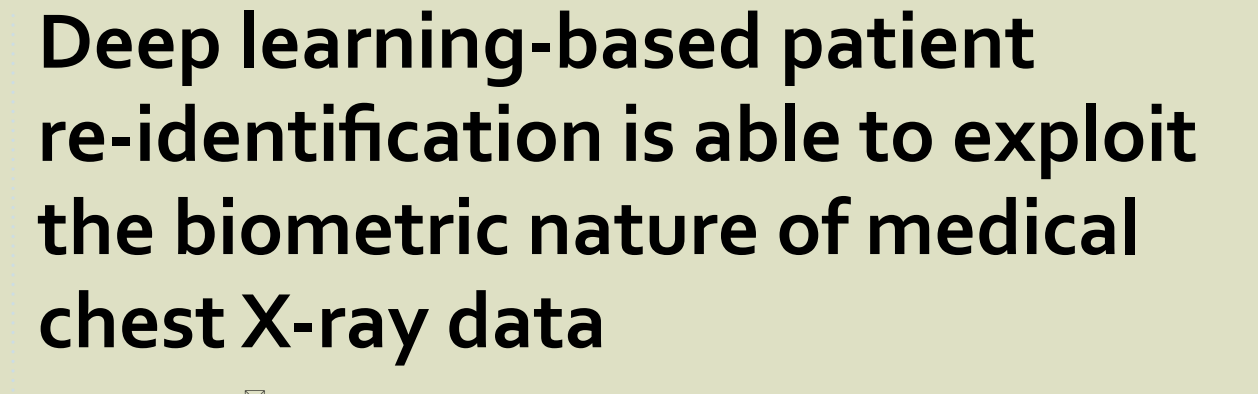 Deep learning-based patient
re-identification is able to exploit
the biometric nature of medical
chest X-ray data